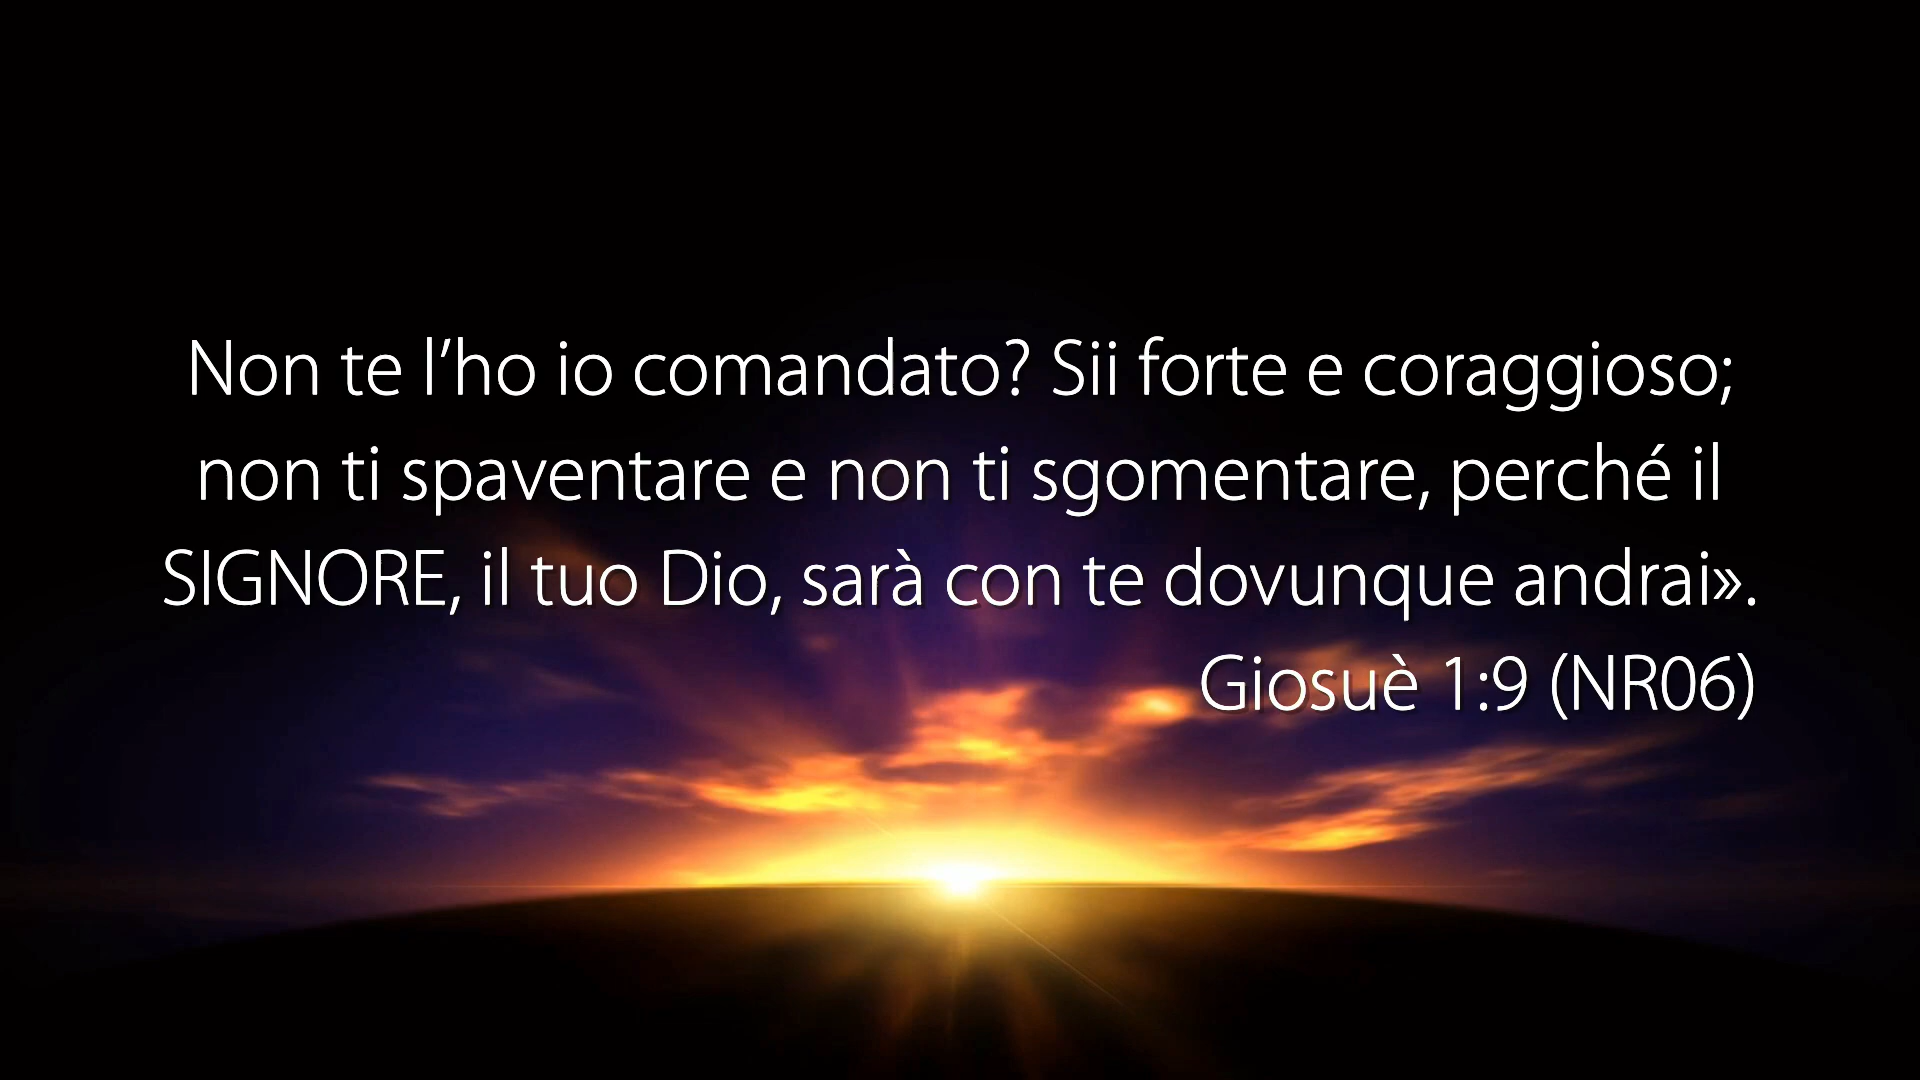 Non te l’ho io comandato? Sii forte e coraggioso;
non ti spaventare e non ti sgomentare, perché il
SIGNORE, il tuo Dio, sarà con te dovunque andrai».
Giosuè 1:9 (NR06)